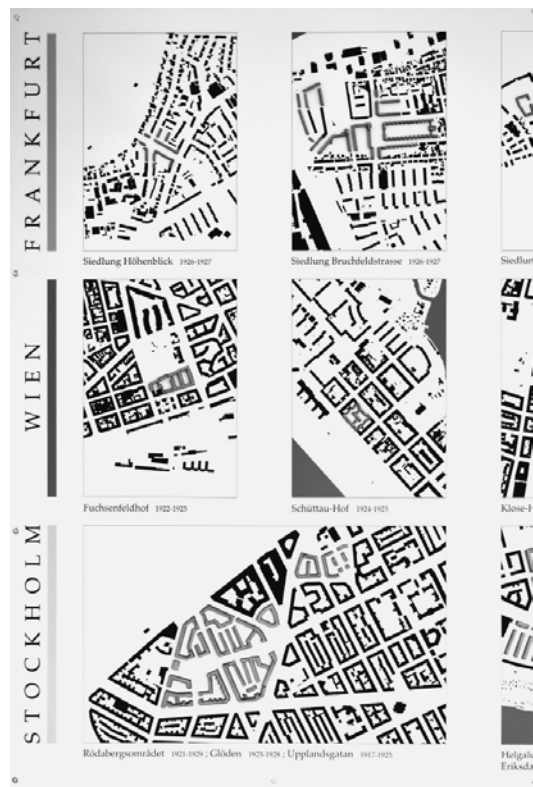 FRANKFURT
Siedlung Höhenblick 1926-1927
Siedlung Bruchfeldstrasse 1926-1927
WIEN
Fuchsenfeldhof 1922-1925
Schüttau-Hof 1924-1925
STOCKHOLM
Rödabergsområdet 1921-1929 ; Glöden 1925-1928 ; Upplandsgatan 1917-1925